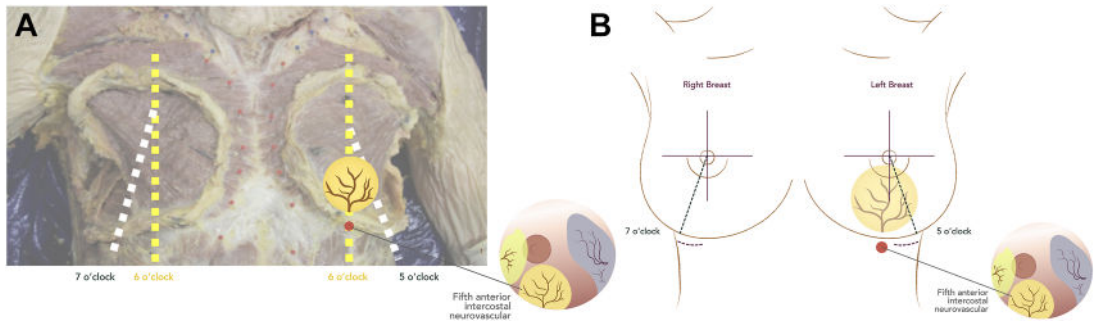 A
B
Right Breast
Left Breast
7 o'clock
5 o'clock
7 o'clock
6 o'clock
6 o'clock
5 o'clock
Fifth anterior
intercostal
neurovascular
Fifth anterior
intercostal
neurovascular